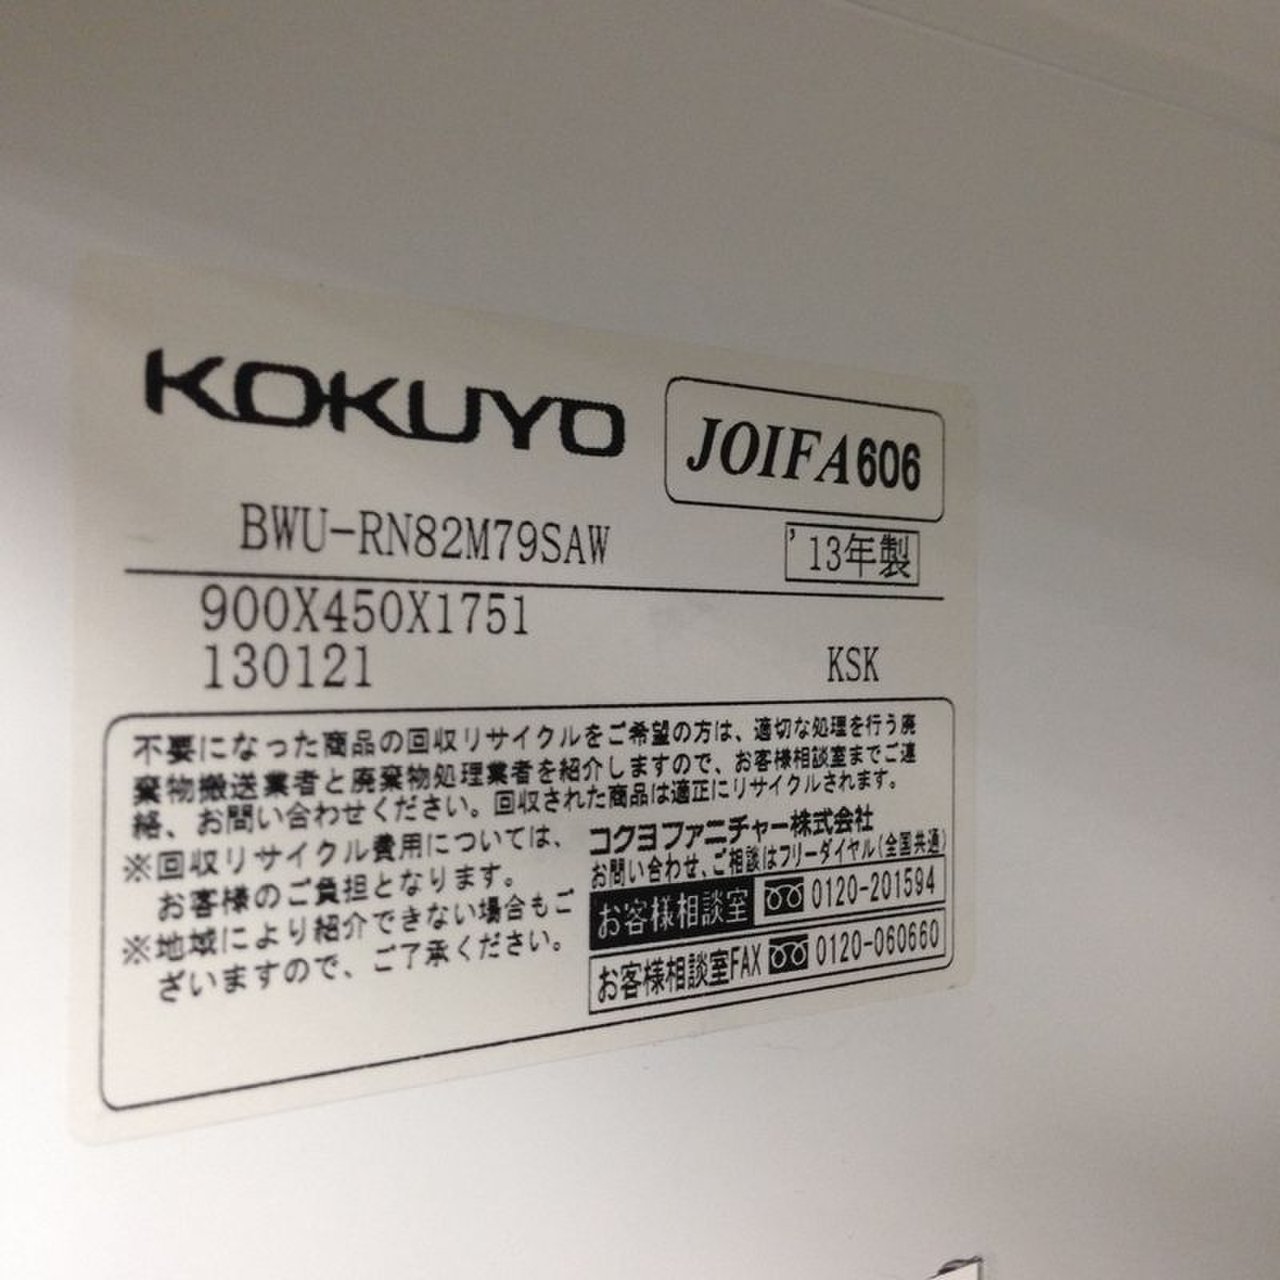 KOKUYO
JOIFA606
BWU-RN82M79SAW
'13年製
900X450X1751
130121
KSK
不要になった商品の回収リサイクルをご希望の方は、適切な処理を行う廃
棄物搬送業者と廃棄物処理業者を紹介しますので、お客様相談室までご連
絡、お問い合わせください。回収された商品は適正にリサイクルされます。
※回収リサイクル費用については、
お客様のご負担となります。
※地域により紹介できない場合もご
ざいますので、ご了承ください。
コクヨファニチャー株式会社
お問い合わせ、ご相談はフリーダイヤル(全国共通)
お客様相談室 0120-201594
お客様相談室FAX 0120-060660